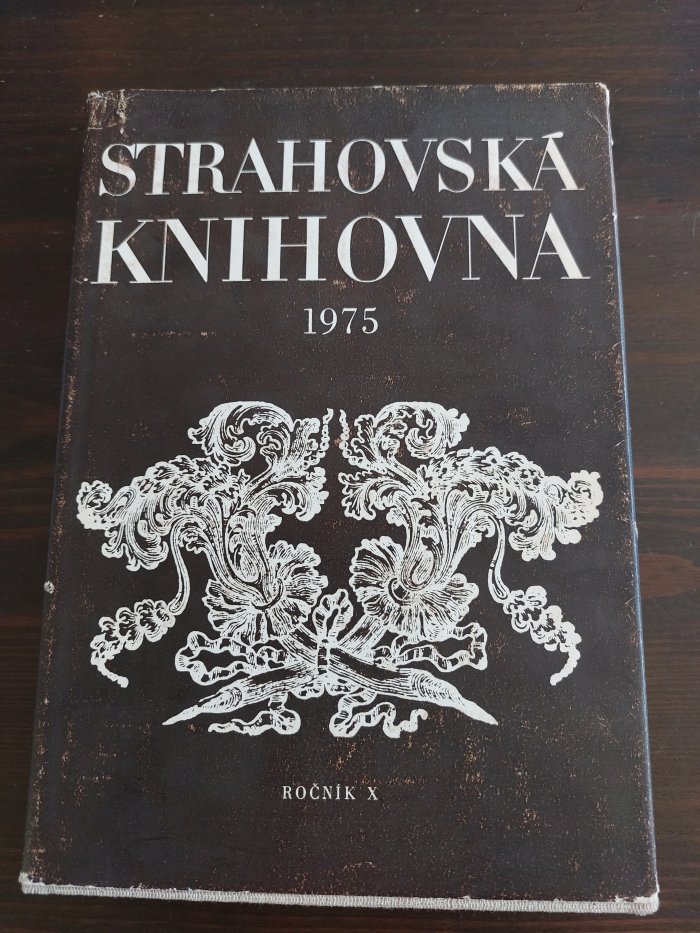 STRAHOVSKÁ
KNIHOVNA
1975
ROČNÍK X